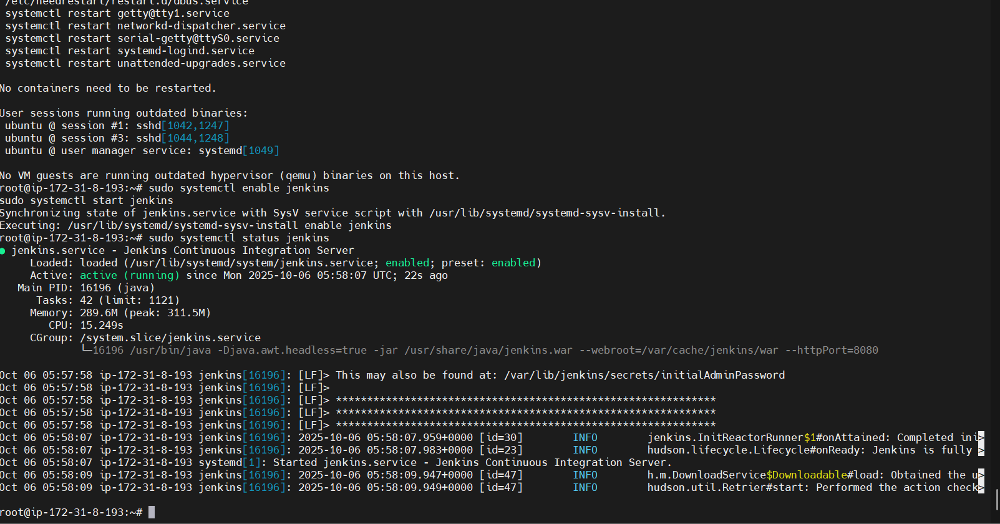 /etc/needrestart/restart.d/dbus.service
systemctl restart getty@tty1.service
systemctl restart networkd-dispatcher.service
systemctl restart serial-getty@ttyS0.service
systemctl restart systemd-logind.service
systemctl restart unattended-upgrades.service
No containers need to be restarted.
User sessions running outdated binaries:
ubuntu @ session #1: sshd[1042,1247]
ubuntu @ session #3: sshd[1044,1248]
ubuntu @ user manager service: systemd[1049]
No VM guests are running outdated hypervisor (qemu) binaries on this host.
root@ip-172-31-8-193:~# sudo systemctl enable jenkins
sudo systemctl start jenkins
Synchronizing state of jenkins.service with SysV service script with /usr/lib/systemd/systemd-sysv-install.
Executing: /usr/lib/systemd/systemd-sysv-install enable jenkins
root@ip-172-31-8-193:~# sudo systemctl status jenkins
● jenkins.service - Jenkins Continuous Integration Server
Loaded: loaded (/usr/lib/systemd/system/jenkins.service; enabled; preset: enabled)
Active: active (running) since Mon 2025-10-06 05:58:07 UTC; 22s ago
Main PID: 16196 (java)
Tasks: 42 (limit: 1121)
Memory: 289.6M (peak: 311.5M)
CPU: 15.249s
CGroup: /system.slice/jenkins.service
└─16196 /usr/bin/java -Djava.awt.headless=true -jar /usr/share/java/jenkins.war --webroot=/var/cache/jenkins/war --httpPort=8080
Oct 06 05:57:58 ip-172-31-8-193 jenkins[16196]: [LF]> This may also be found at: /var/lib/jenkins/secrets/initialAdminPassword
Oct 06 05:57:58 ip-172-31-8-193 jenkins[16196]: [LF]>
Oct 06 05:57:58 ip-172-31-8-193 jenkins[16196]: [LF]> *************************************************************
Oct 06 05:57:58 ip-172-31-8-193 jenkins[16196]: [LF]> *************************************************************
Oct 06 05:57:58 ip-172-31-8-193 jenkins[16196]: [LF]> *************************************************************
Oct 06 05:58:07 ip-172-31-8-193 jenkins[16196]: 2025-10-06 05:58:07.959+0000 [id=30] INFO jenkins.InitReactorRunner$1#onAttained: Completed ini>
Oct 06 05:58:07 ip-172-31-8-193 jenkins[16196]: 2025-10-06 05:58:07.983+0000 [id=23] INFO hudson.lifecycle.Lifecycle#onReady: Jenkins is fully >
Oct 06 05:58:07 ip-172-31-8-193 systemd[1]: Started jenkins.service - Jenkins Continuous Integration Server.
Oct 06 05:58:09 ip-172-31-8-193 jenkins[16196]: 2025-10-06 05:58:09.947+0000 [id=47] INFO h.m.DownloadService$Downloadable#load: Obtained the u>
Oct 06 05:58:09 ip-172-31-8-193 jenkins[16196]: 2025-10-06 05:58:09.949+0000 [id=47] INFO hudson.util.Retrier#start: Performed the action check>
root@ip-172-31-8-193:~#